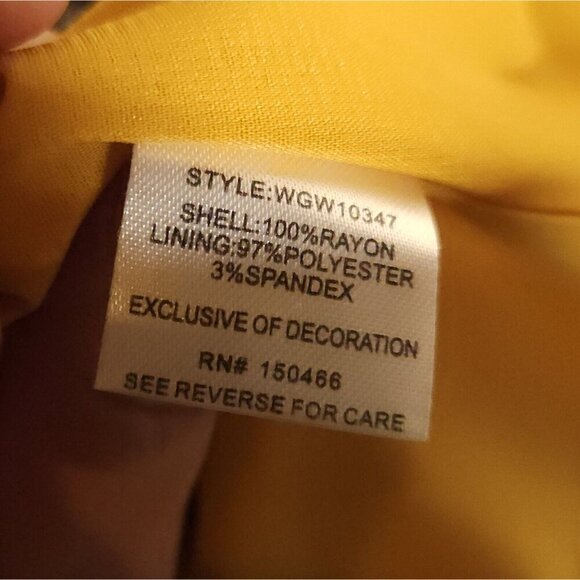 STYLE:WGW10347
SHELL:100%RAYON
LINING:97%POLYESTER
3%SPANDEX
EXCLUSIVE OF DECORATION
RN# 150466
SEE REVERSE FOR CARE